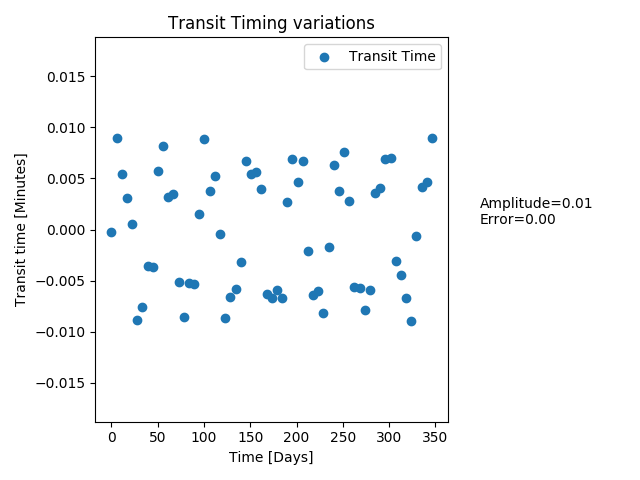 Transit Timing variations
Transit Time
0.015
0.010
0.005
0.000
−0.005
−0.010
−0.015
Transit time [Minutes]
Amplitude=0.01
Error=0.00
0 50 100 150 200 250 300 350
Time [Days]